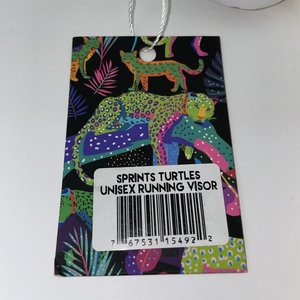 SPRINTS TURTLES
UNISEX RUNNING VISOR
7 67531 15492 2